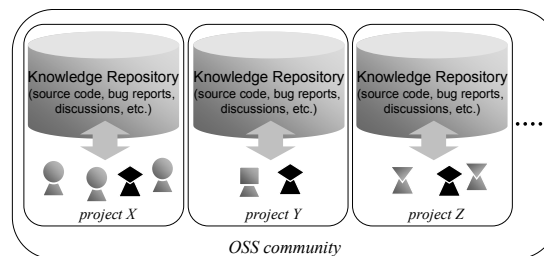 Knowledge Repository
(source code, bug reports,
discussions, etc.)
project X
Knowledge Repository
(source code, bug reports,
discussions, etc.)
project Y
Knowledge Repository
(source code, bug reports,
discussions, etc.)
project Z
....
OSS community